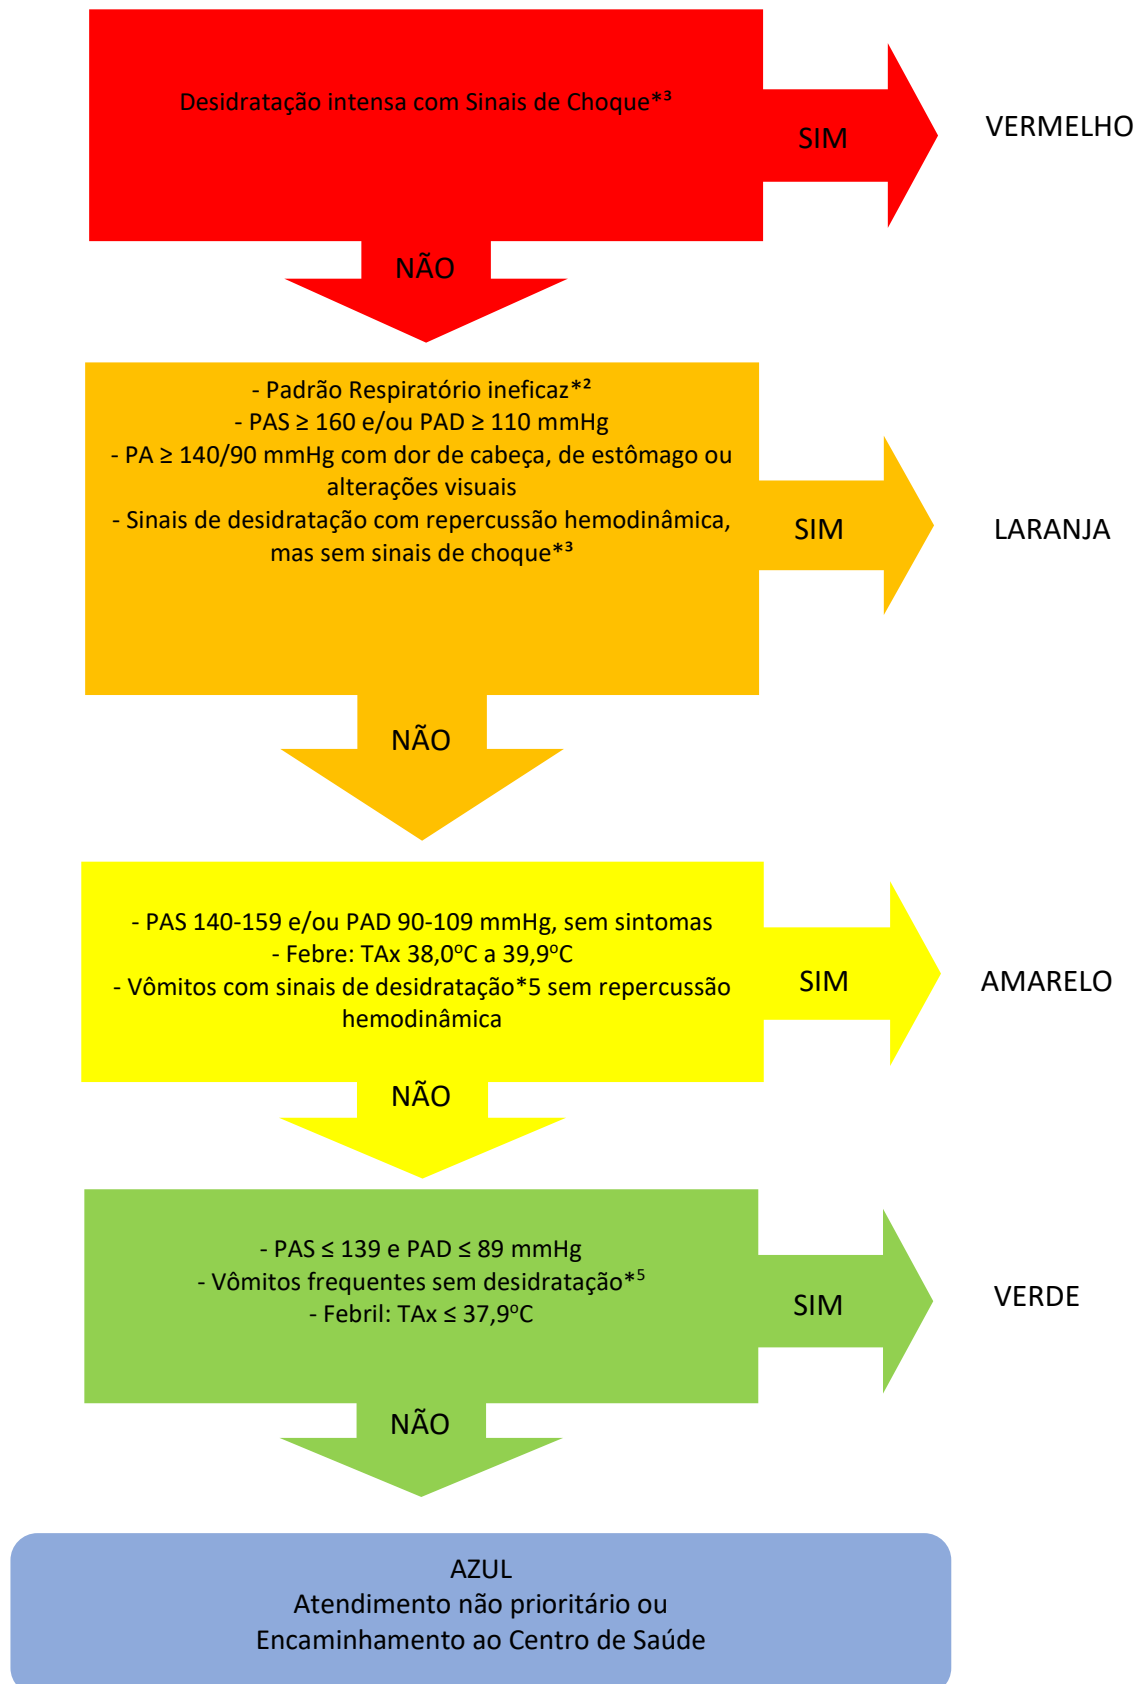 Desidratação intensa com Sinais de Choque*³
SIM
VERMELHO
NÃO
- Padrão Respiratório ineficaz*²
- PAS ≥ 160 e/ou PAD ≥ 110 mmHg
- PA ≥ 140/90 mmHg com dor de cabeça, de estômago ou
alterações visuais
- Sinais de desidratação com repercussão hemodinâmica,
mas sem sinais de choque*³
SIM
LARANJA
NÃO
- PAS 140-159 e/ou PAD 90-109 mmHg, sem sintomas
- Febre: TAx 38,0ºC a 39,9ºC
- Vômitos com sinais de desidratação*5 sem repercussão
hemodinâmica
SIM
AMARELO
NÃO
- PAS ≤ 139 e PAD ≤ 89 mmHg
- Vômitos frequentes sem desidratação*⁵
- Febril: TAx ≤ 37,9ºC
SIM
VERDE
NÃO
AZUL
Atendimento não prioritário ou
Encaminhamento ao Centro de Saúde